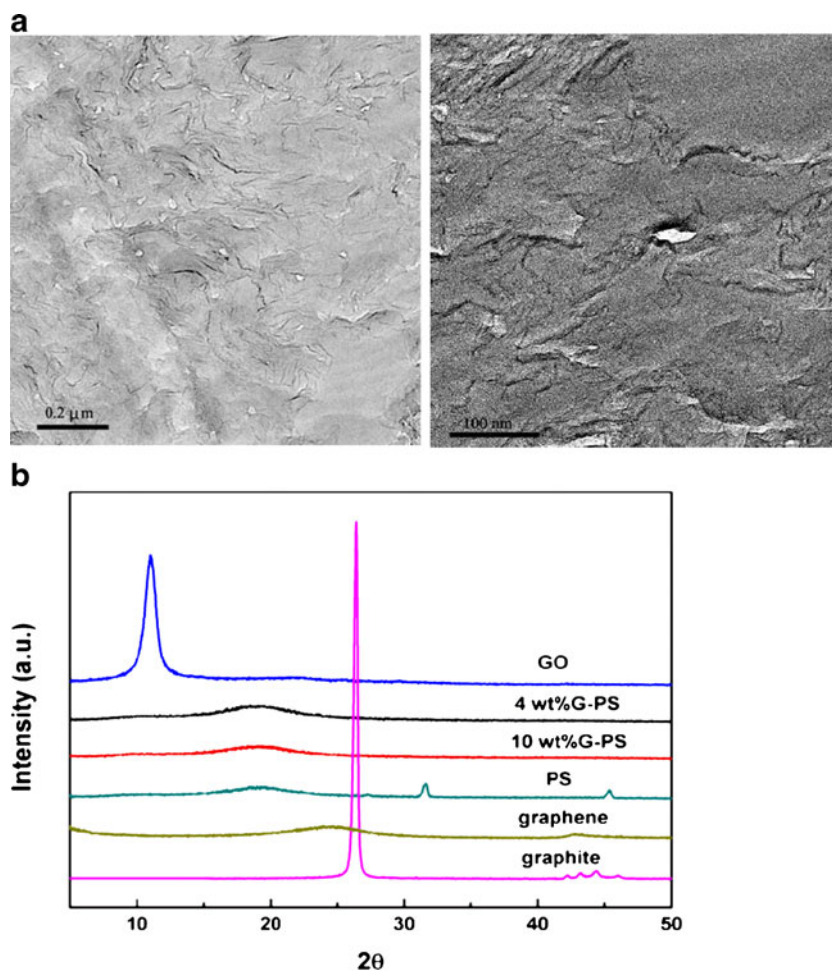 a
0.2 μm
100 nm
b
Intensity (a.u.)
GO
4 wt%G-PS
10 wt%G-PS
PS
graphene
graphite
10 20 30 40 50
2θ